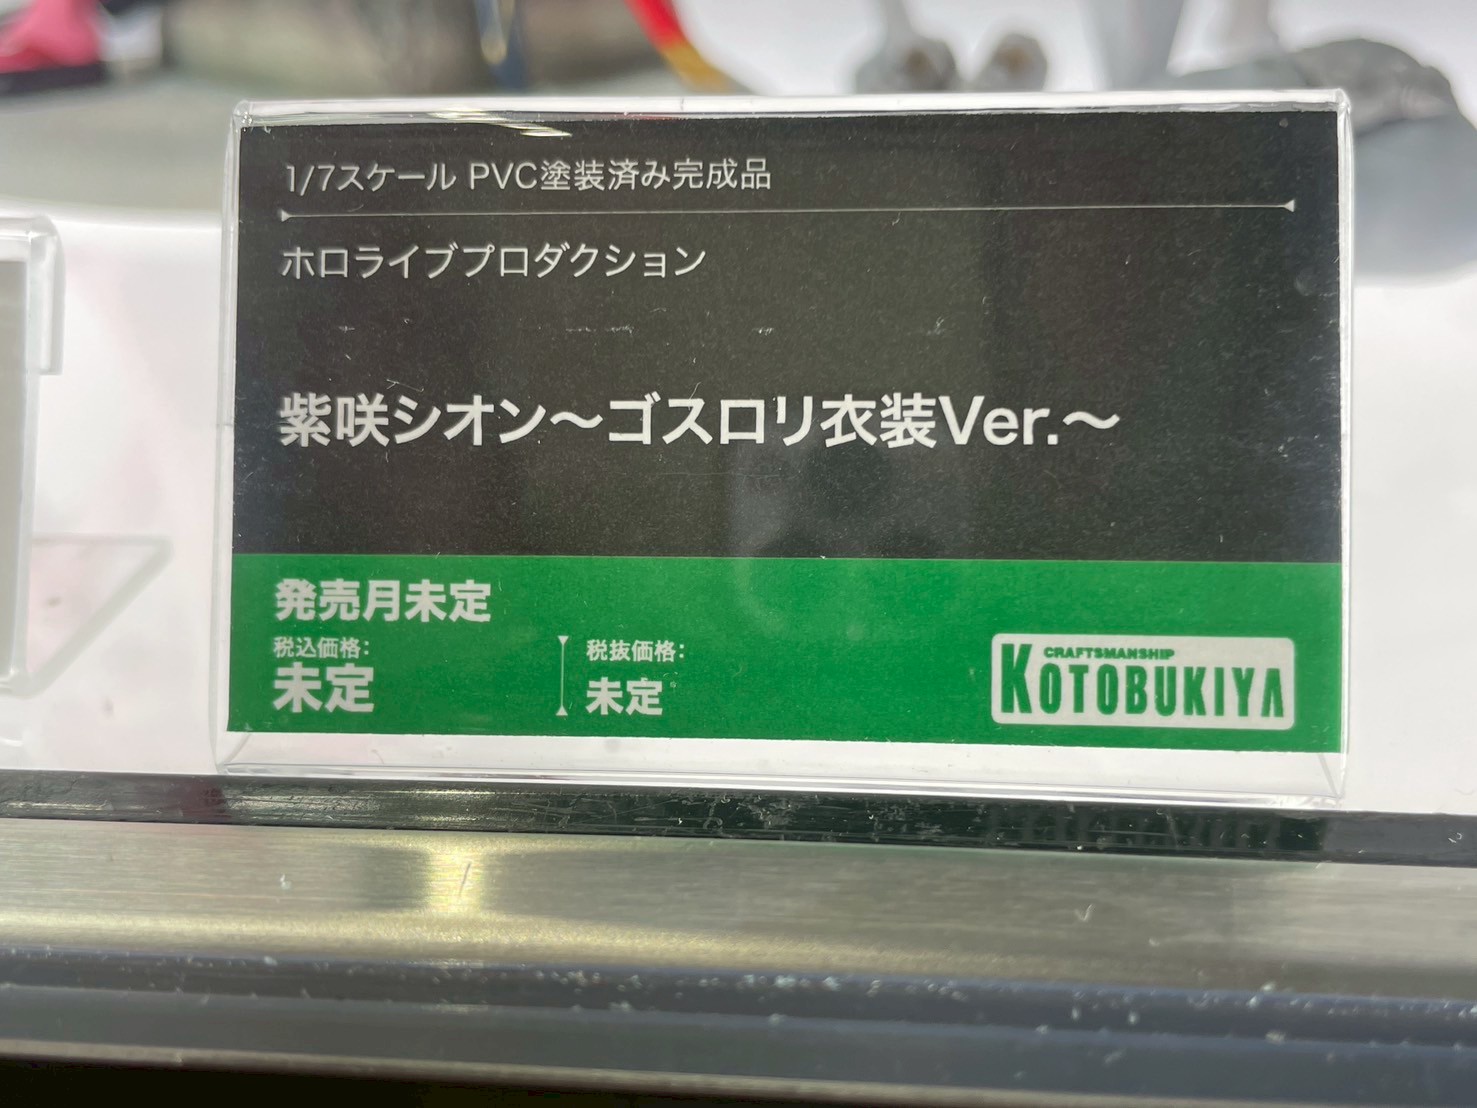 1/7スケール PVC塗装済み完成品
ホロライブプロダクション
紫咲シオン～ゴスロリ衣装Ver.～
発売月未定
税込価格：
未定
税抜価格：
未定
CRAFTSMANSHIP
KOTOBUKIYA